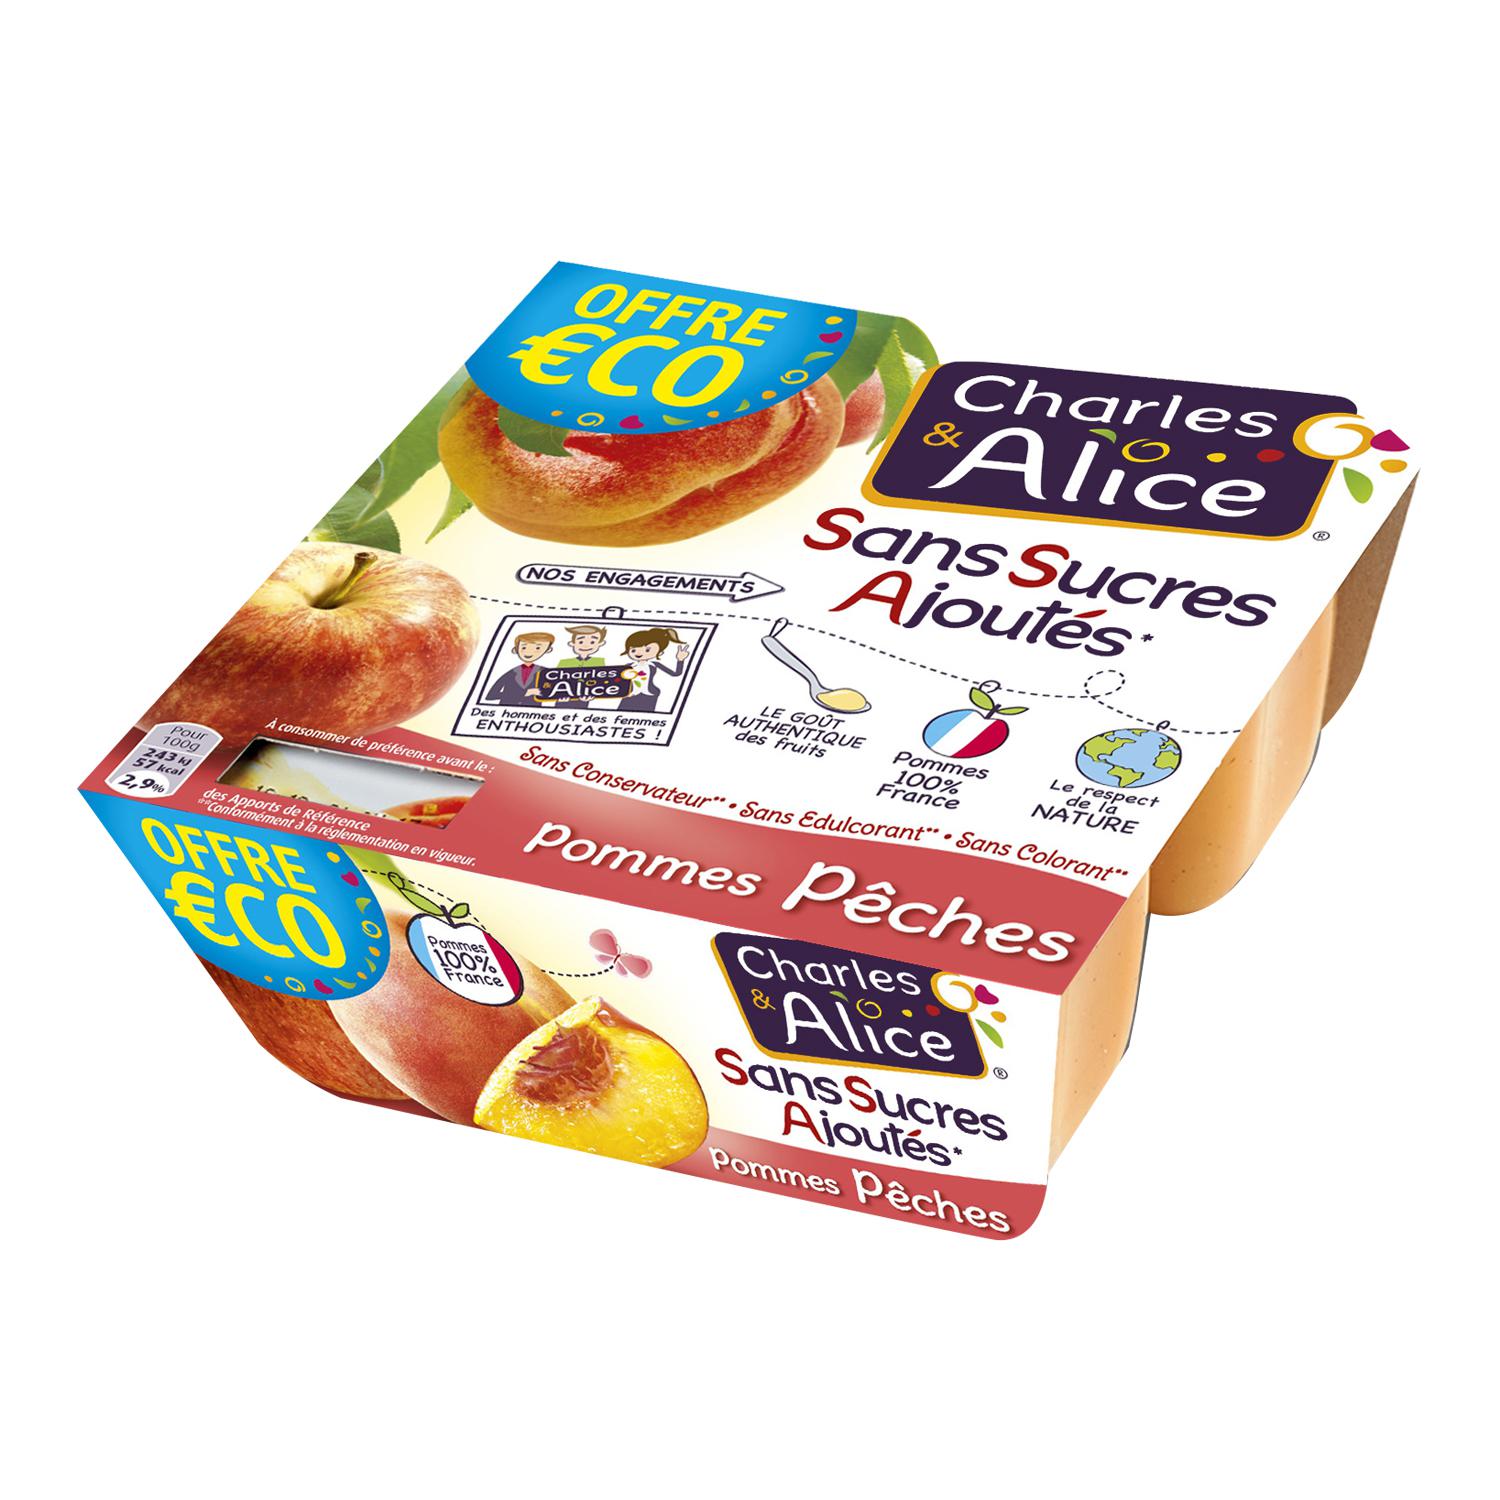 OFFRE
€CO
Charles
& Alice
®
Sans Sucres
Ajoutés*
NOS ENGAGEMENTS
Charles
& Alice
Des hommes et des femmes
ENTHOUSIASTES !
LE GOÛT
AUTHENTIQUE
des fruits
Pommes
100%
France
Le respect
de la
NATURE
Pour
100g
243 kJ
57 kcal
2,9%
À consommer de préférence avant le :
des Apports de Référence
**Conformément à la réglementation en vigueur.
Sans Conservateur** • Sans Edulcorant** • Sans Colorant**
Pommes Pêches
OFFRE
€CO
Pommes
100%
France
Charles
& Alice
®
Sans Sucres
Ajoutés*
Pommes Pêches